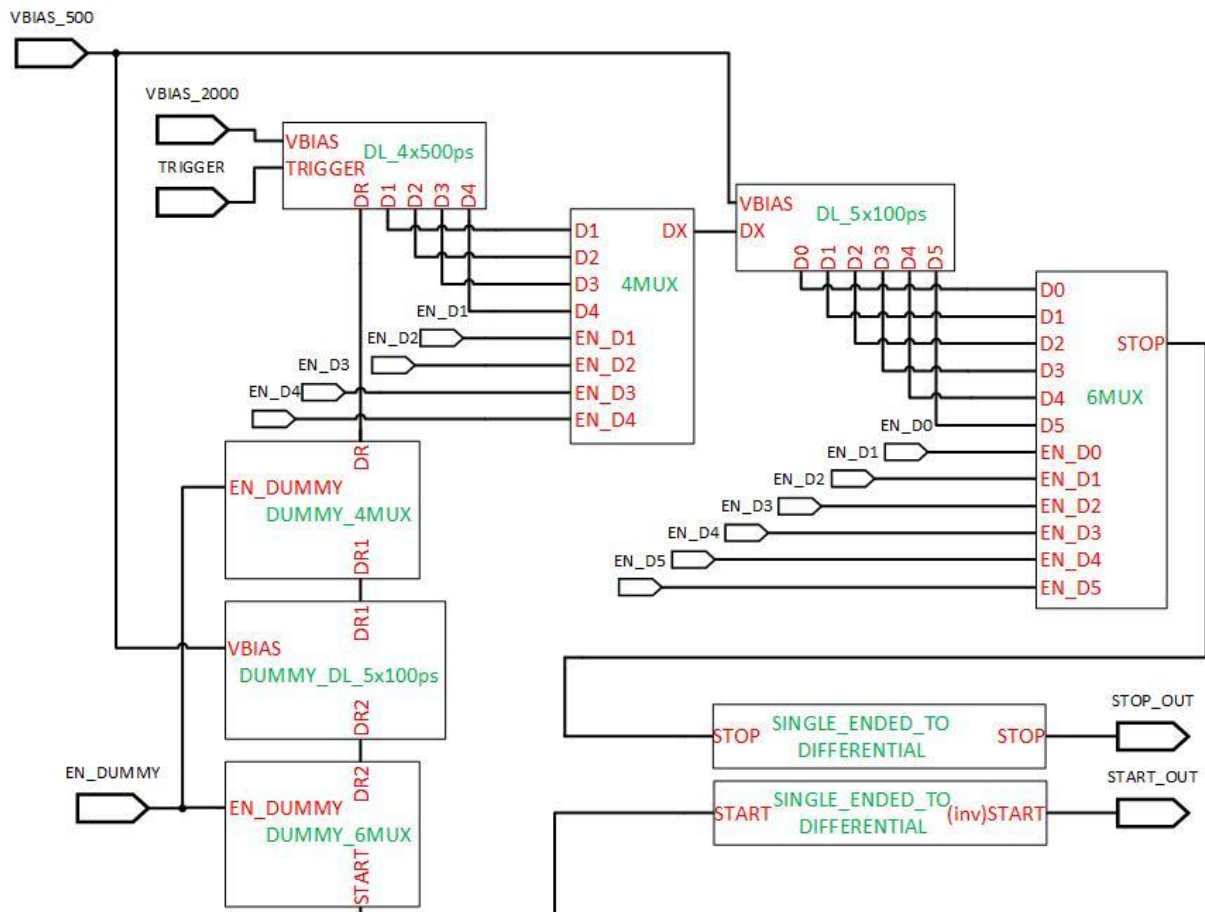 VBIAS_500
VBIAS_2000
TRIGGER
VBIAS
TRIGGER
DL_4x500ps
DR
D1
D2
D3
D4
D1
D2
D3
D4
EN_D1
EN_D2
EN_D3
EN_D4
DX
4MUX
EN_D1
EN_D2
EN_D3
EN_D4
VBIAS
DX
DL_5x100ps
D0
D1
D2
D3
D4
D5
D0
D1
D2
D3
D4
D5
EN_D0
EN_D1
EN_D2
EN_D3
EN_D4
EN_D5
STOP
6MUX
EN_D0
EN_D1
EN_D2
EN_D3
EN_D4
EN_D5
DR
EN_DUMMY
DUMMY_4MUX
DR1
DR1
VBIAS
DUMMY_DL_5x100ps
DR2
EN_DUMMY
DR2
EN_DUMMY
DUMMY_6MUX
START
STOP
SINGLE_ENDED_TO
DIFFERENTIAL
STOP
STOP_OUT
START
SINGLE_ENDED_TO
DIFFERENTIAL
(inv)START
START_OUT